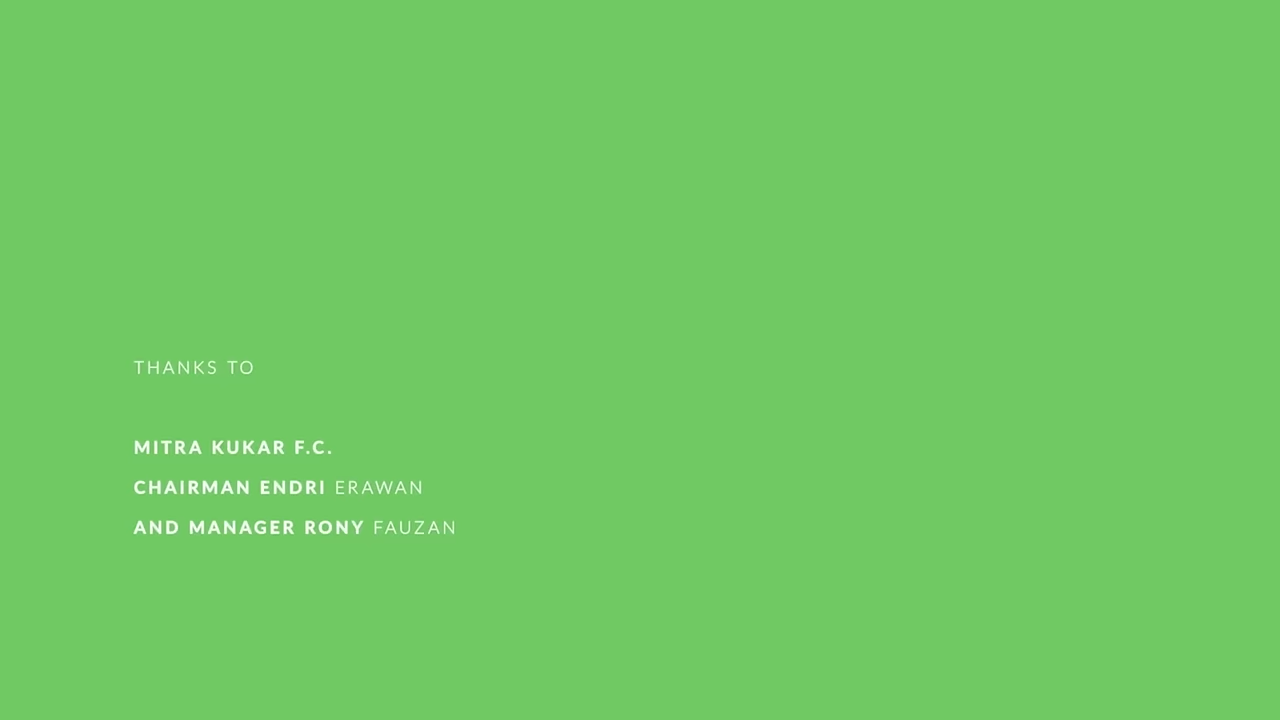 THANKS TO
MITRA KUKAR F.C.
CHAIRMAN ENDRI ERAWAN
AND MANAGER RONY FAUZAN